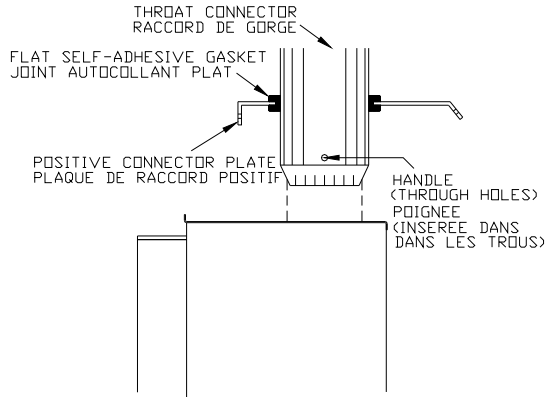 THROAT CONNECTOR
RACCORD DE GORGE
FLAT SELF-ADHESIVE GASKET
JOINT AUTOCOLLANT PLAT
POSITIVE CONNECTOR PLATE
PLAQUE DE RACCORD POSITIF
HANDLE
(THROUGH HOLES)
POIGNEE
(INSEREE DANS
DANS LES TROUS)